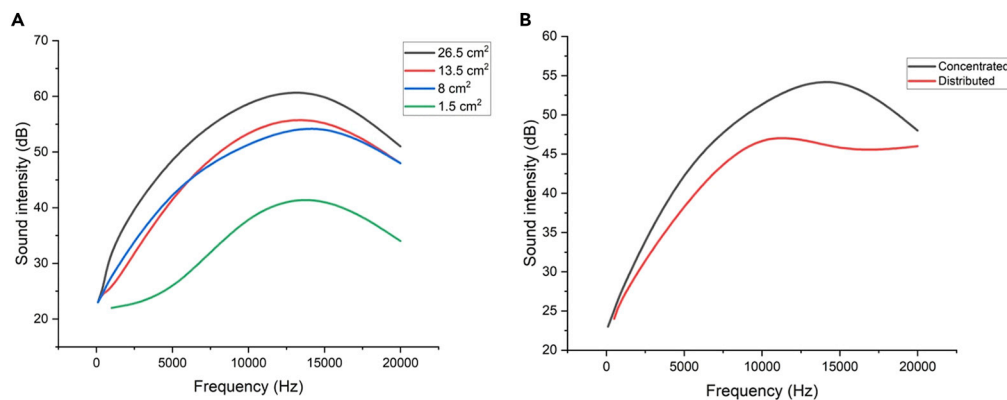 A
70
60
50
40
30
20
0
5000
10000
15000
20000
Sound intensity (dB)
Frequency (Hz)
26.5 cm²
13.5 cm²
8 cm²
1.5 cm²
B
60
55
50
45
40
35
30
25
20
0
5000
10000
15000
20000
Sound intensity (dB)
Frequency (Hz)
Concentrated
Distributed